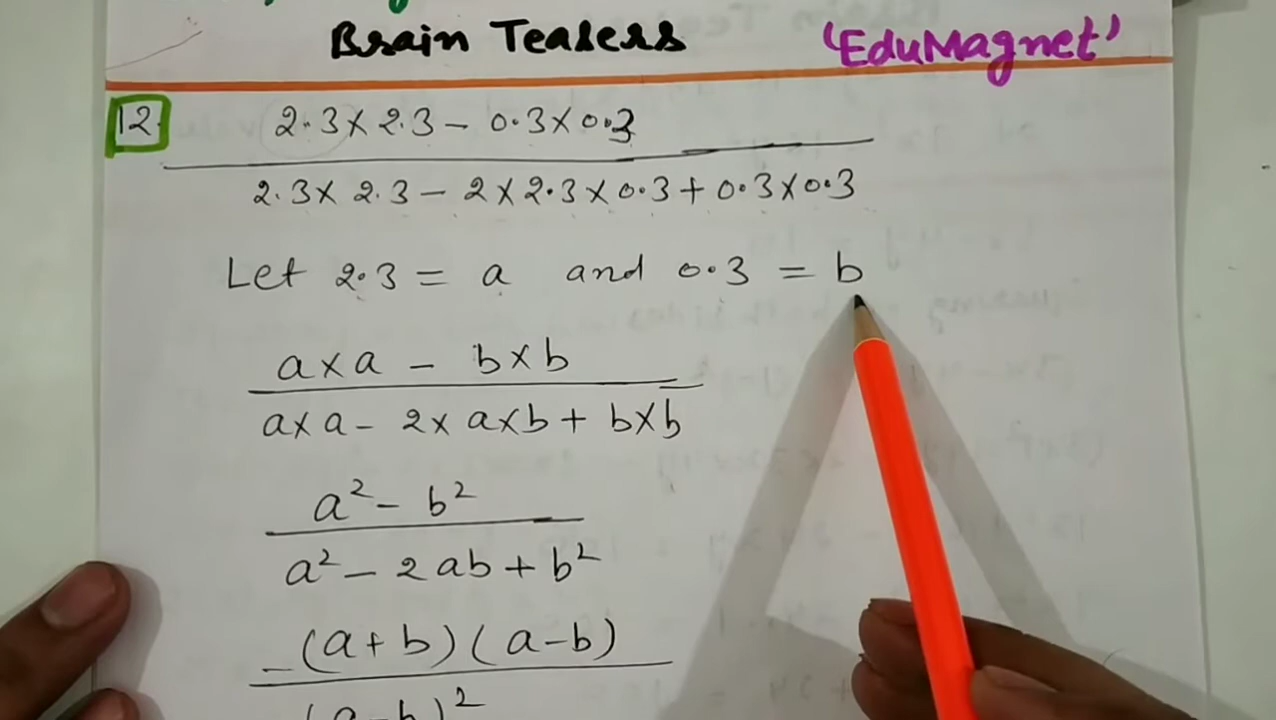 Brain Teasers 'EduMagnet'
12. 2.3 × 2.3 - 0.3 × 0.3
2.3 × 2.3 - 2 × 2.3 × 0.3 + 0.3 × 0.3
Let 2.3 = a and 0.3 = b
a × a - b × b
a × a - 2 × a × b + b × b
a² - b²
a² - 2ab + b²
(a + b) (a - b)
(a - b)²